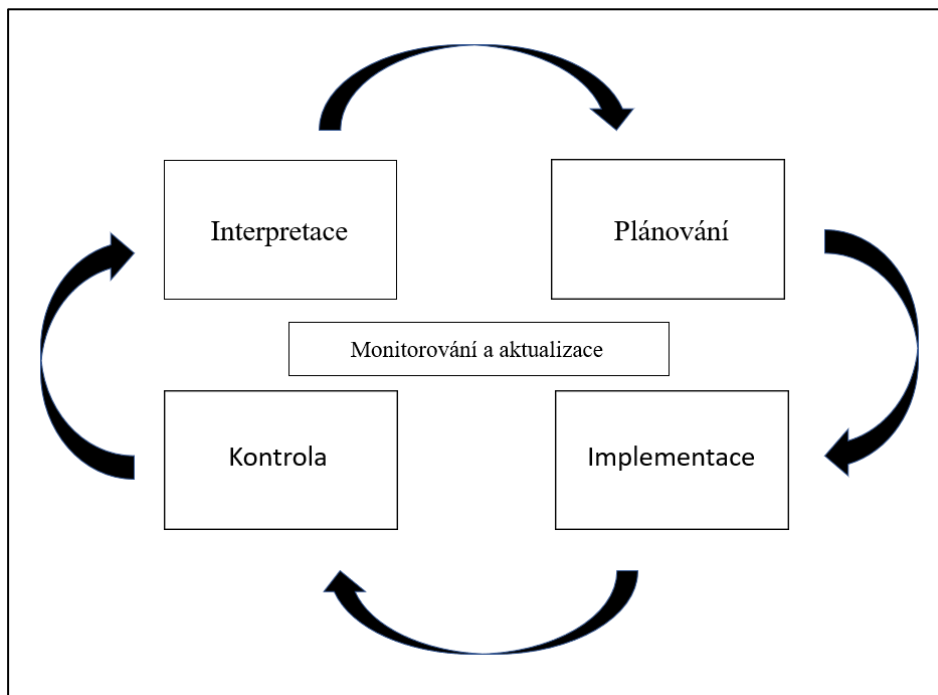 Interpretace
Plánování
Monitorování a aktualizace
Kontrola
Implementace